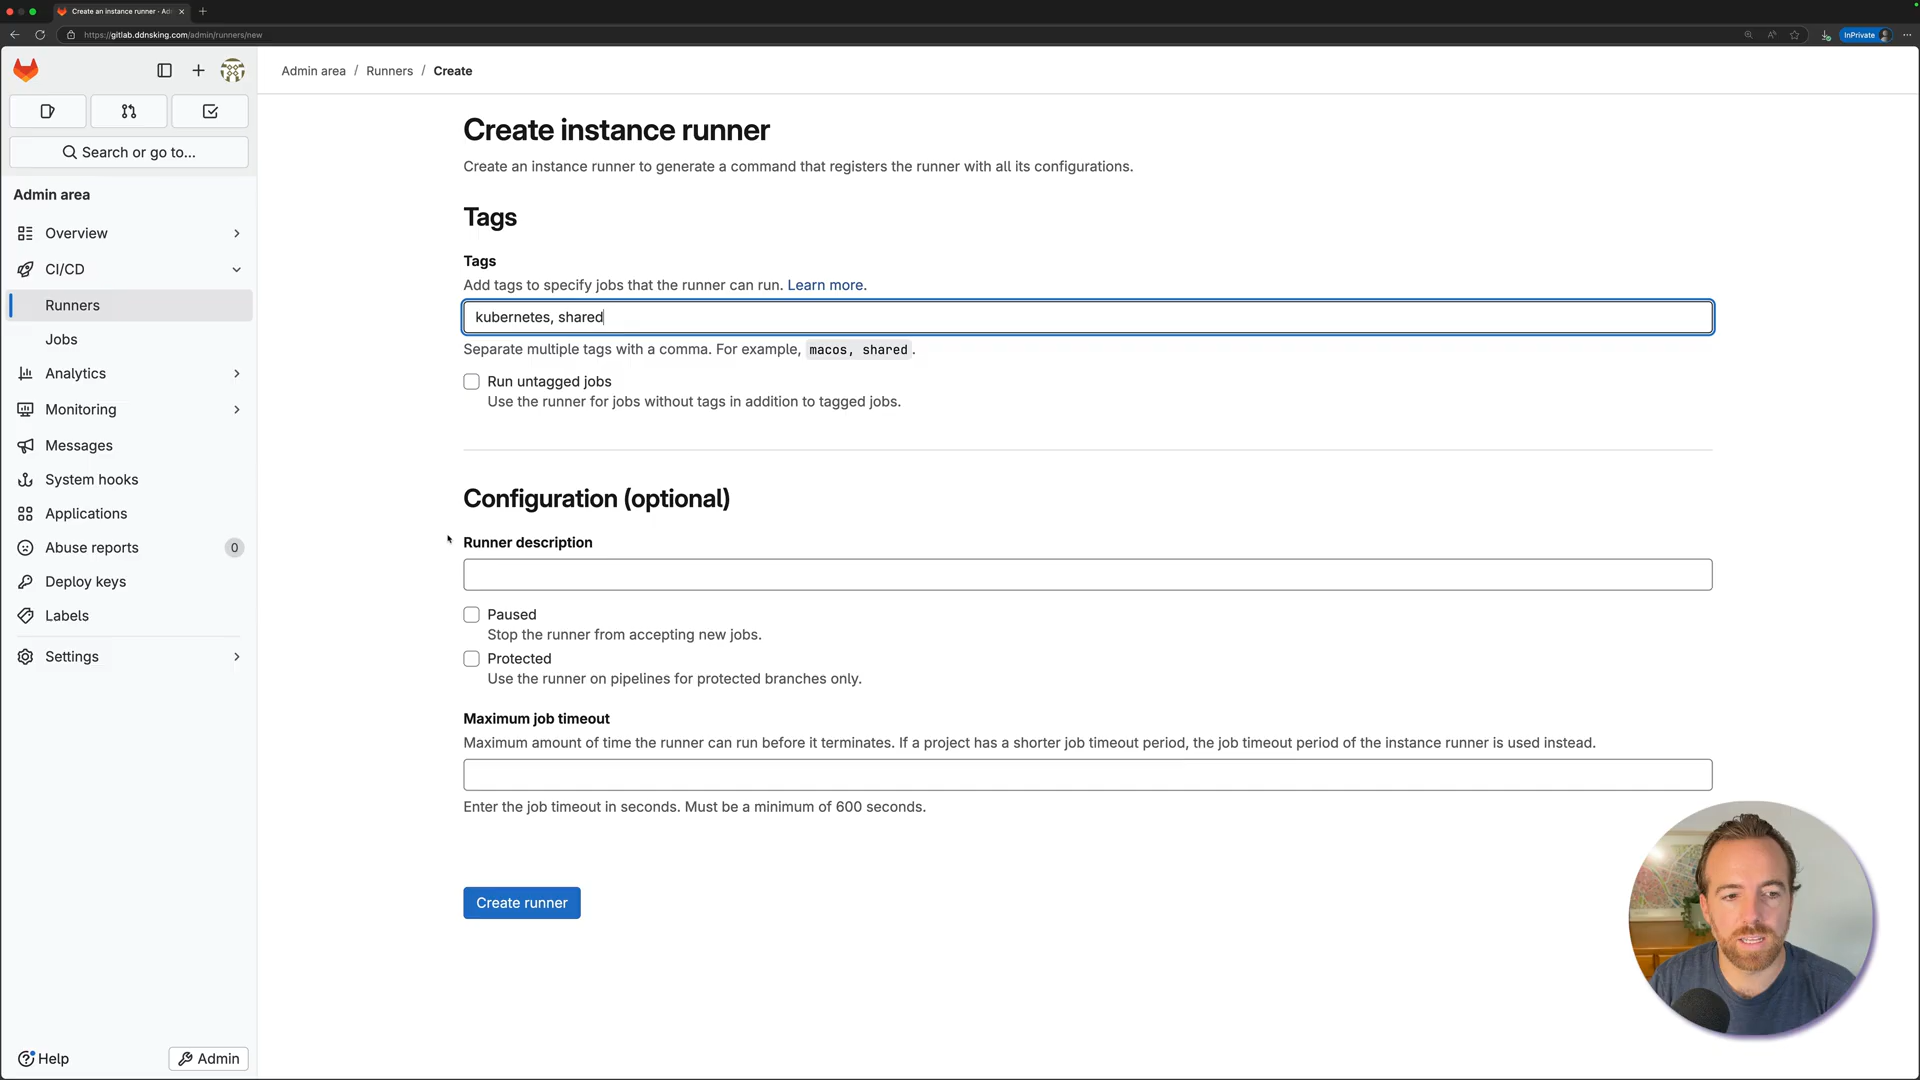 Create an instance runner · Ad
https://gitlab.ddnsking.com/admin/runners/new
InPrivate
Admin area / Runners / Create
Search or go to...
Admin area
Overview
CI/CD
Runners
Jobs
Analytics
Monitoring
Messages
System hooks
Applications
Abuse reports 0
Deploy keys
Labels
Settings
Help
Admin
Create instance runner
Create an instance runner to generate a command that registers the runner with all its configurations.
Tags
Tags
Add tags to specify jobs that the runner can run. Learn more.
kubernetes, shared
Separate multiple tags with a comma. For example, macos, shared.
Run untagged jobs
Use the runner for jobs without tags in addition to tagged jobs.
Configuration (optional)
Runner description
Paused
Stop the runner from accepting new jobs.
Protected
Use the runner on pipelines for protected branches only.
Maximum job timeout
Maximum amount of time the runner can run before it terminates. If a project has a shorter job timeout period, the job timeout period of the instance runner is used instead.
Enter the job timeout in seconds. Must be a minimum of 600 seconds.
Create runner